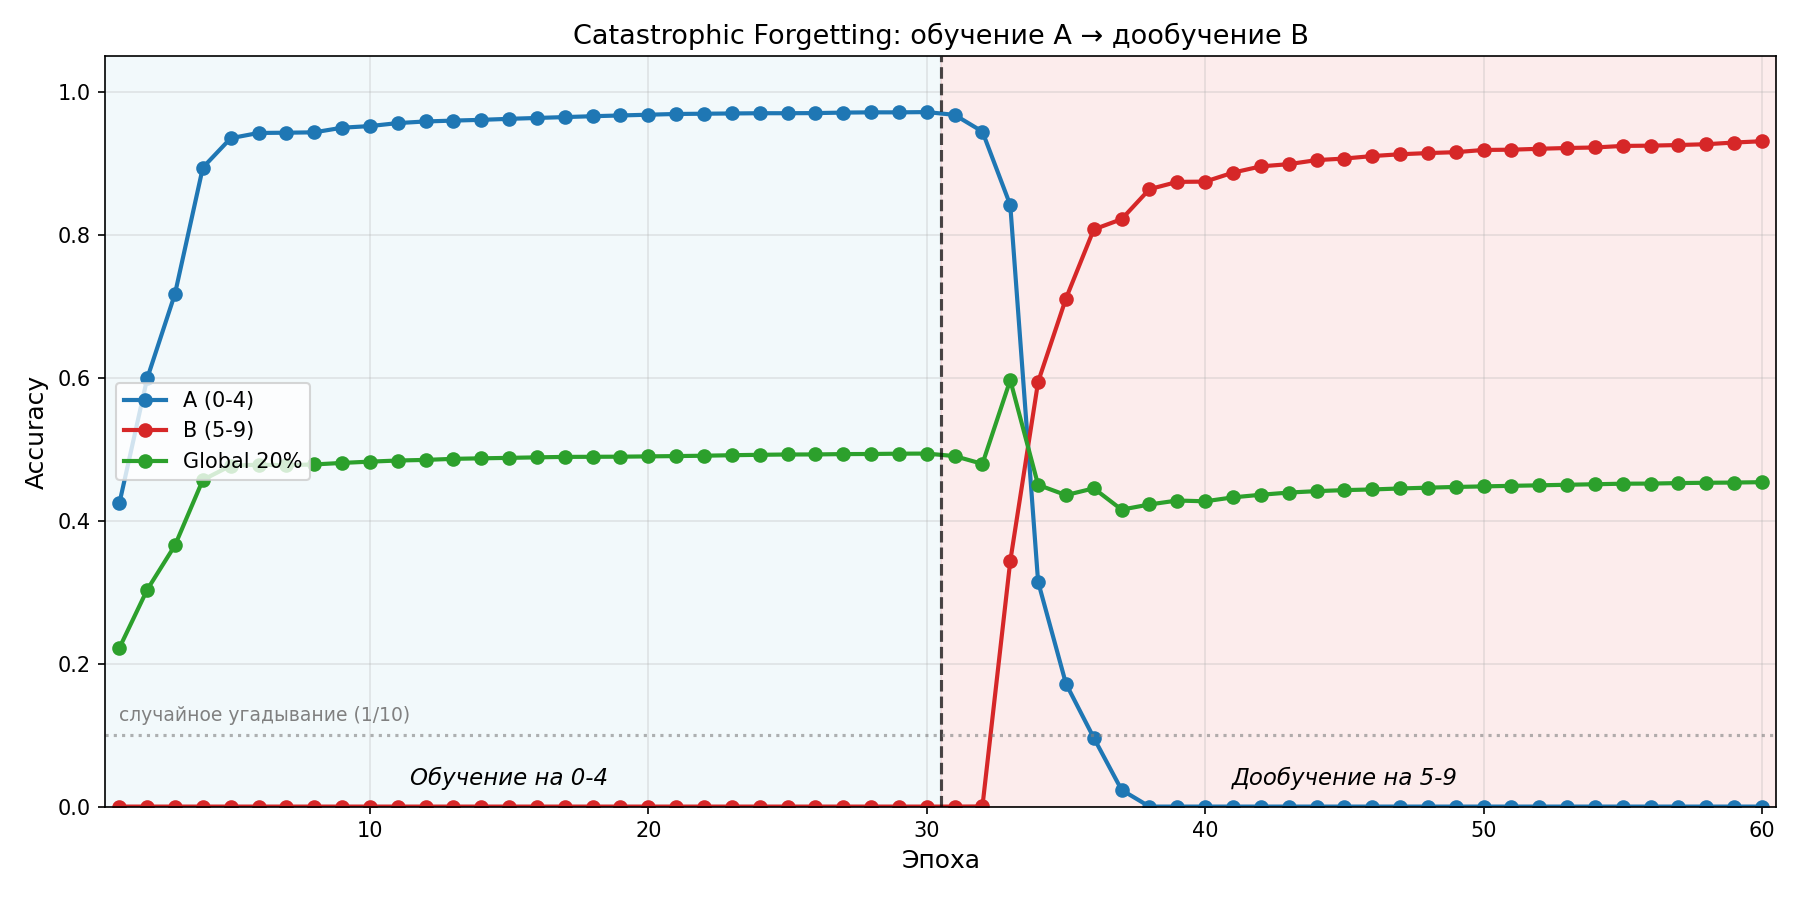 Catastrophic Forgetting: обучение A → дообучение B
Accuracy
1.0
0.8
0.6
0.4
0.2
0.0
A (0-4)
B (5-9)
Global 20%
случайное угадывание (1/10)
Обучение на 0-4
Дообучение на 5-9
10
20
30
40
50
60
Эпоха